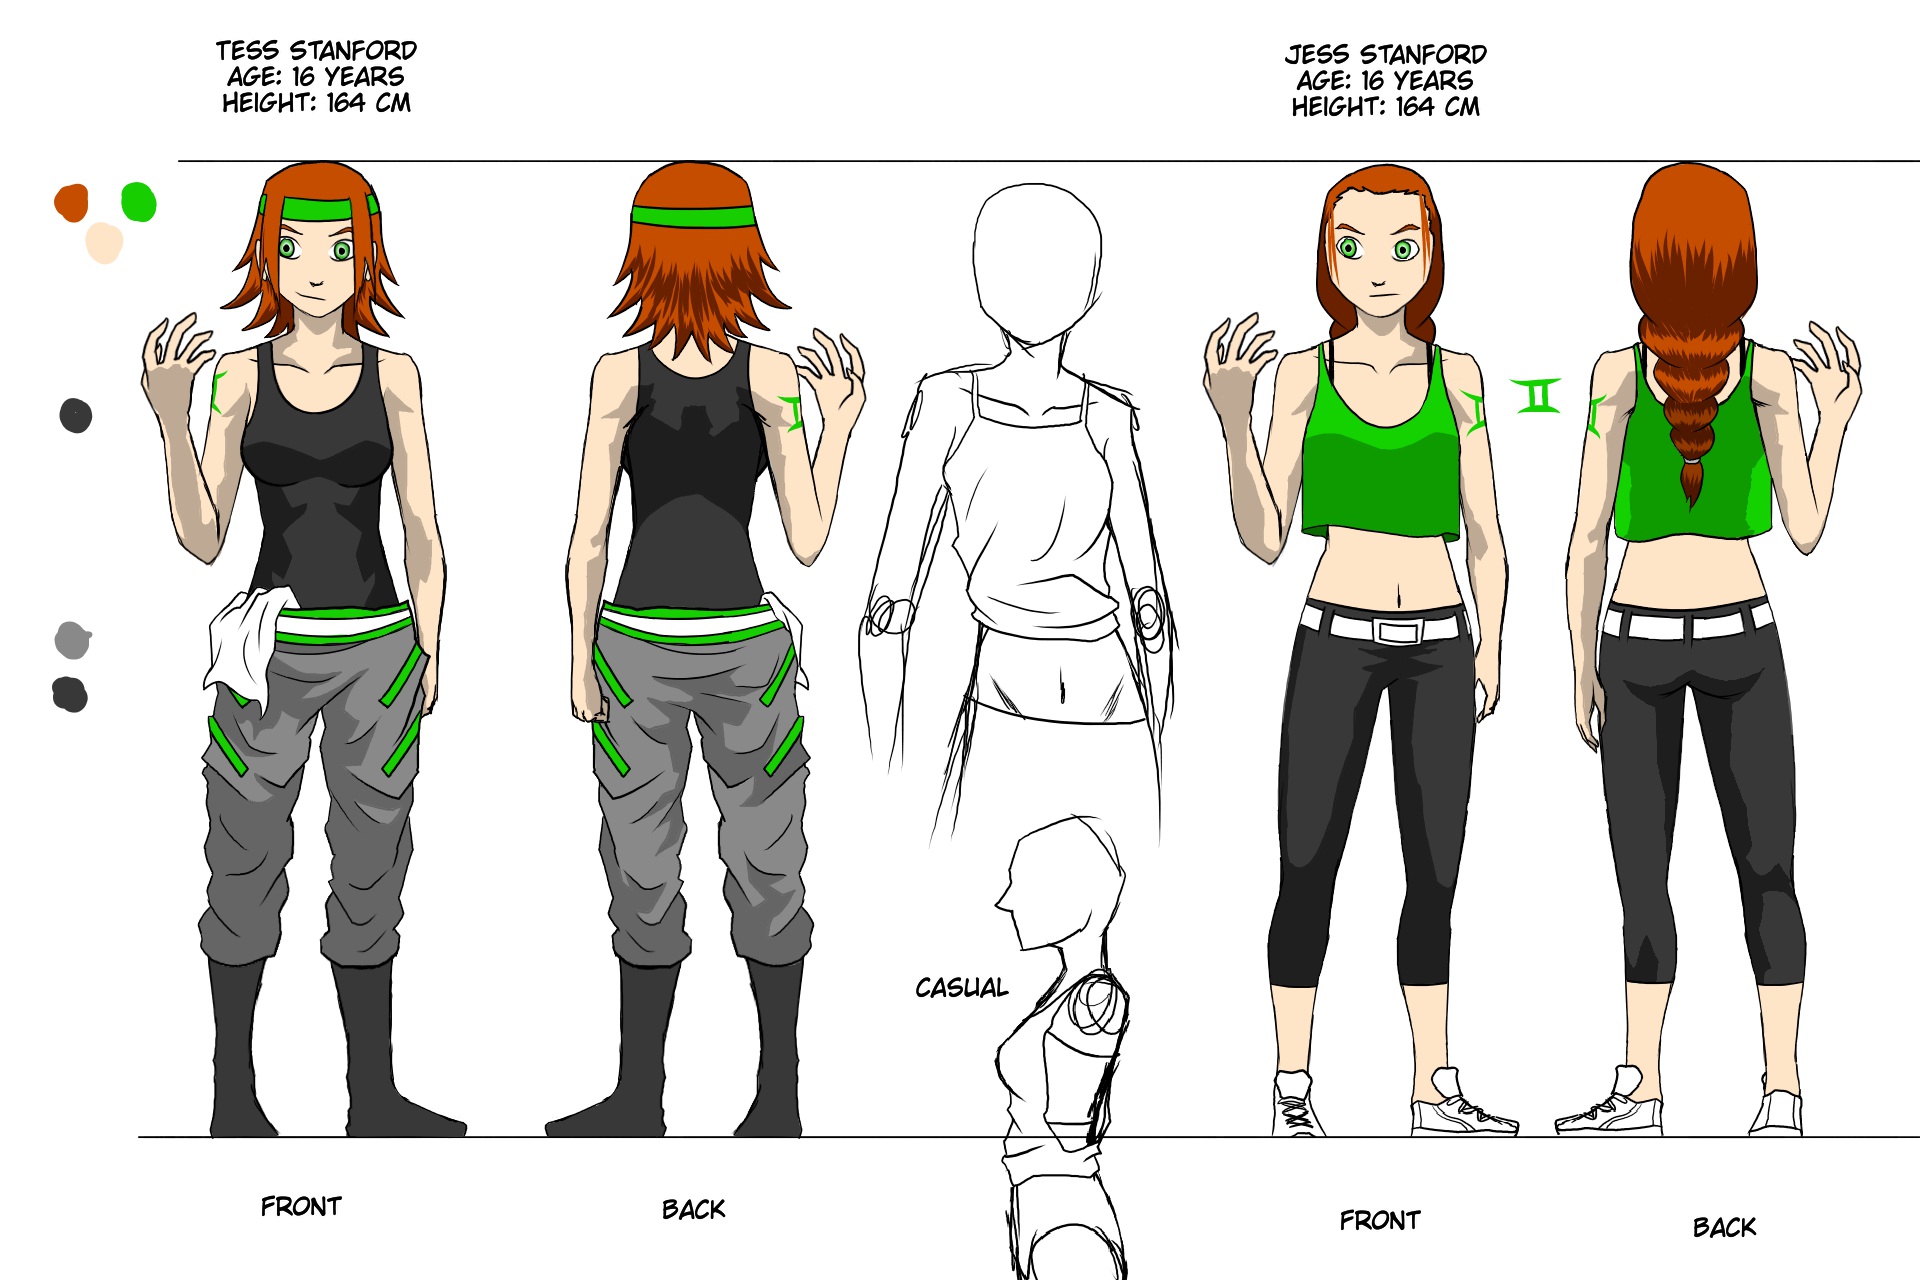 TESS STANFORD
AGE: 16 YEARS
HEIGHT: 164 CM
JESS STANFORD
AGE: 16 YEARS
HEIGHT: 164 CM
CASUAL
FRONT
BACK
FRONT
BACK